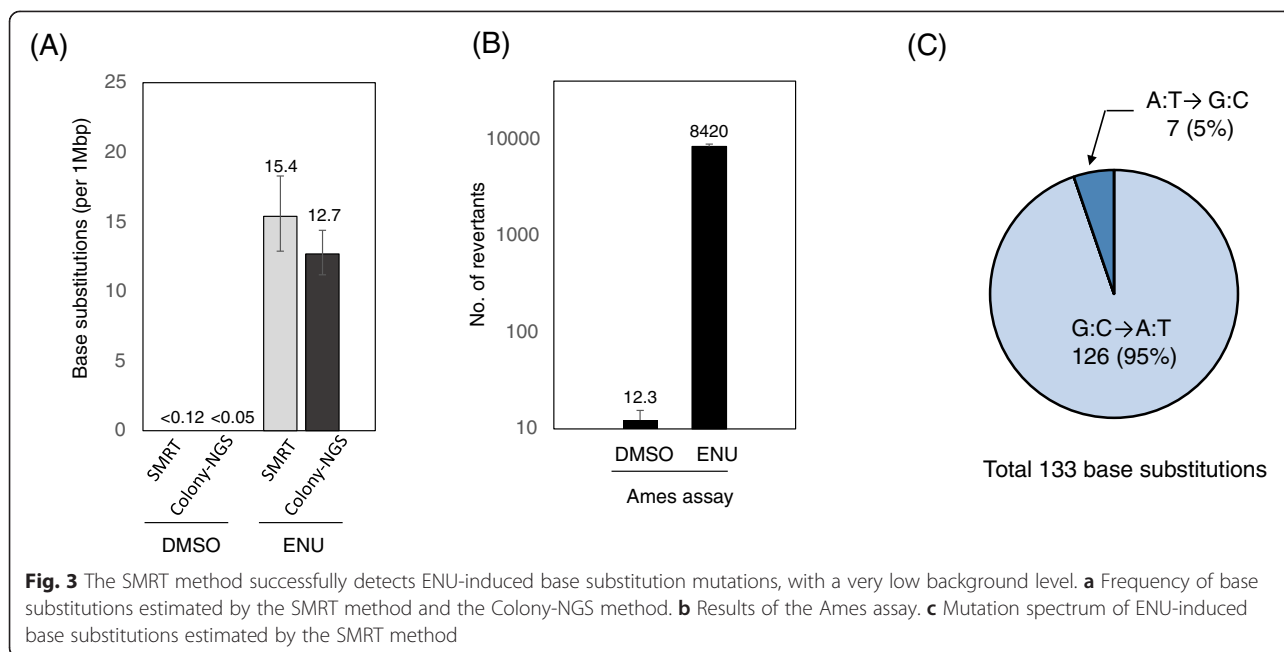 (A)
25
20
15
10
5
0
Base substitutions (per 1Mbp)
<0.12 <0.05
15.4
12.7
SMRT
Colony-NGS
SMRT
Colony-NGS
DMSO
ENU
(B)
10000
1000
100
10
No. of revertants
12.3
8420
DMSO ENU
Ames assay
(C)
A:T→ G:C
7 (5%)
G:C→A:T
126 (95%)
Total 133 base substitutions
Fig. 3 The SMRT method successfully detects ENU-induced base substitution mutations, with a very low background level. a Frequency of base
substitutions estimated by the SMRT method and the Colony-NGS method. b Results of the Ames assay. c Mutation spectrum of ENU-induced
base substitutions estimated by the SMRT method